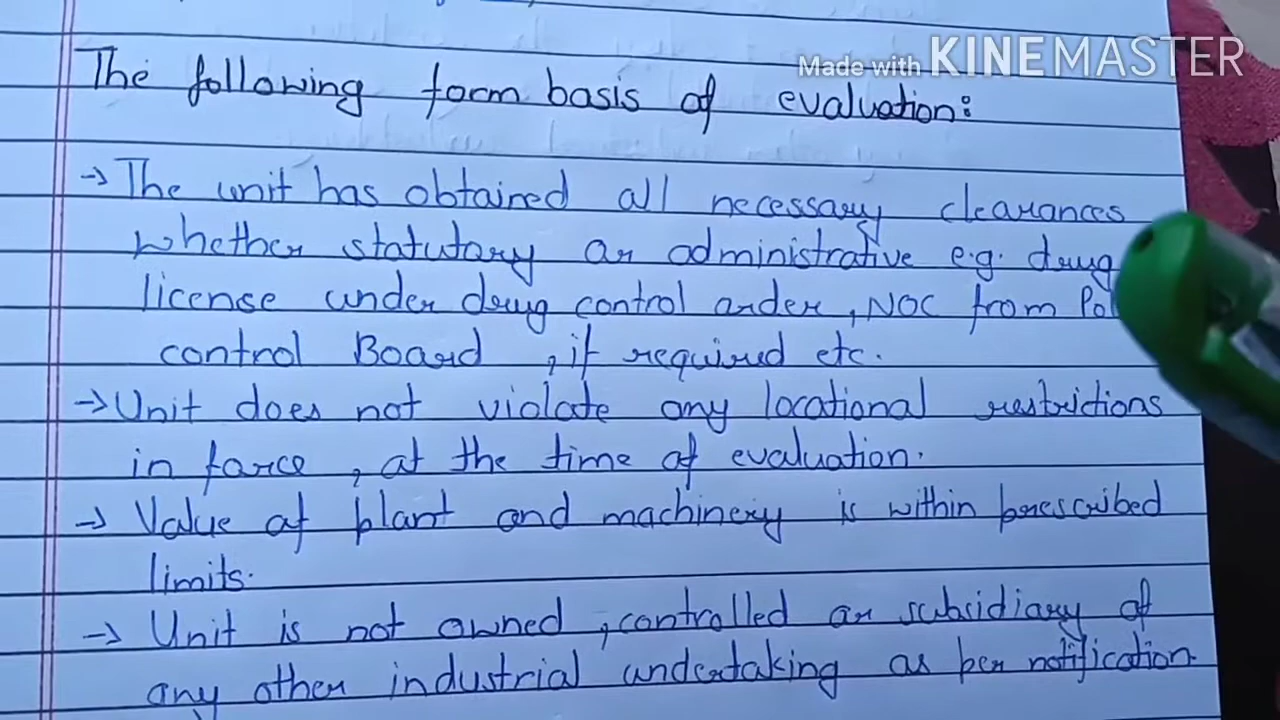 Made with KINEMASTER
The following form basis of evaluation:
→ The unit has obtained all necessary clearances
whether statutory or administrative e.g. drug
license under drug control order, NOC from Pol
control Board, if required etc.
→ Unit does not violate any locational restrictions
in force, at the time of evaluation.
→ Value of plant and machinery is within prescribed
limits.
→ Unit is not owned, controlled or subsidiary of
any other industrial undertaking as per notification.